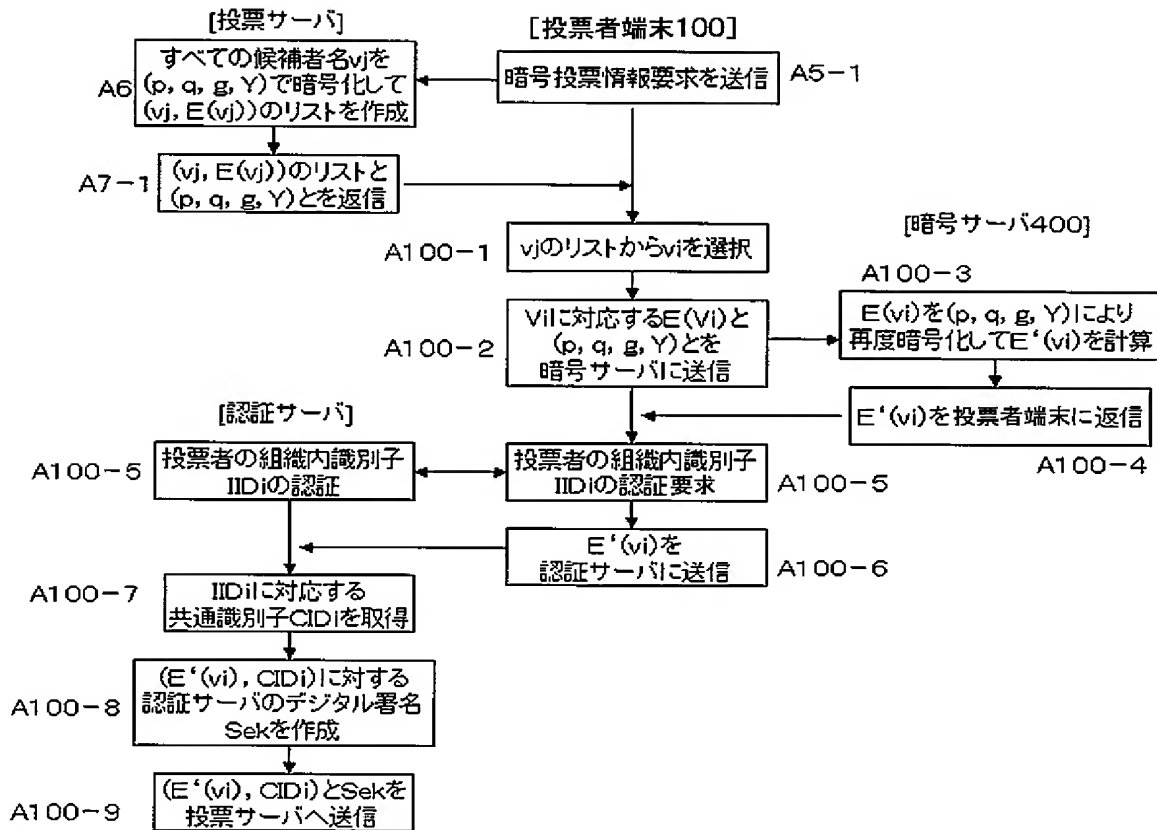 [投票サーバ]
[投票者端末100]
すべての候補者名vjを
(p, q, g, Y)で暗号化して
(vj, E(vj))のリストを作成
A6
暗号投票情報要求を送信
A5-1
(vj, E(vj))のリストと
(p, q, g, Y)とを返信
A7-1
vjのリストからviを選択
A100-1
[暗号サーバ400]
A100-3
Viに対応するE(Vi)と
(p, q, g, Y)とを
暗号サーバに送信
A100-2
E(vi)を(p, q, g, Y)により
再度暗号化してE‘(vi)を計算
E‘(vi)を投票者端末に返信
A100-4
[認証サーバ]
投票者の組織内識別子
IIDiの認証
A100-5
投票者の組織内識別子
IIDiの認証要求
A100-5
E‘(vi)を
認証サーバに送信
A100-6
IIDiに対応する
共通識別子CIDiを取得
A100-7
(E‘(vi), CIDi)に対する
認証サーバのデジタル署名
Sekを作成
A100-8
(E‘(vi), CIDi)とSekを
投票サーバへ送信
A100-9